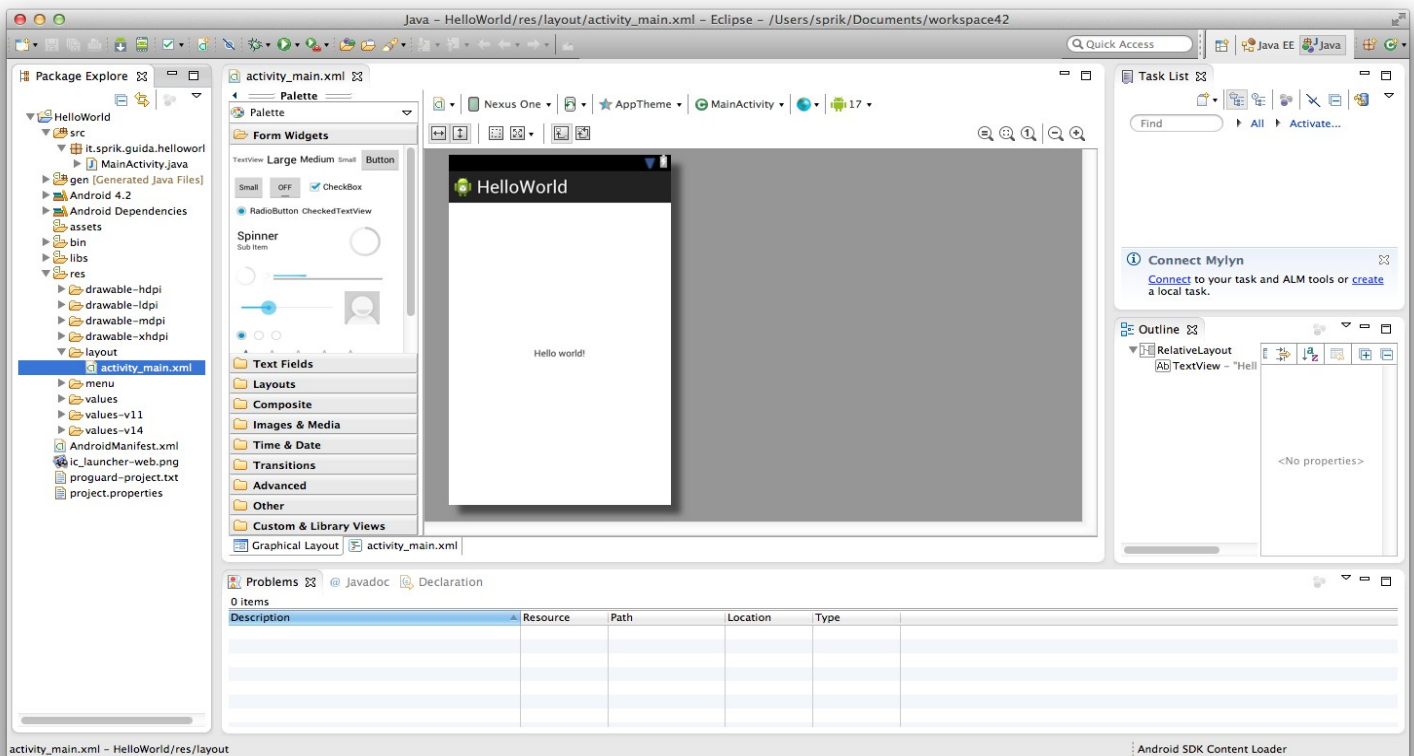 Java – HelloWorld/res/layout/activity_main.xml – Eclipse – /Users/sprik/Documents/workspace42
Quick Access
Java EE
Java
Package Explore
HelloWorld
src
it.sprik.guida.helloworl
MainActivity.java
gen [Generated Java Files]
Android 4.2
Android Dependencies
assets
bin
libs
res
drawable-hdpi
drawable-ldpi
drawable-mdpi
drawable-xhdpi
layout
activity_main.xml
menu
values
values-v11
values-v14
AndroidManifest.xml
ic_launcher-web.png
proguard-project.txt
project.properties
activity_main.xml
Palette
Palette
Form Widgets
TextView Large Medium Small Button
Small OFF CheckBox
RadioButton CheckedTextView
Spinner
Sub Item
Text Fields
Layouts
Composite
Images & Media
Time & Date
Transitions
Advanced
Other
Custom & Library Views
Graphical Layout
activity_main.xml
Nexus One
AppTheme
MainActivity
17
HelloWorld
Hello world!
Task List
Find
All
Activate...
Connect Mylyn
Connect to your task and ALM tools or create
a local task.
Outline
RelativeLayout
Ab TextView – "Hell
<No properties>
Problems
@ Javadoc
Declaration
0 items
Description Resource Path Location Type
activity_main.xml – HelloWorld/res/layout
Android SDK Content Loader